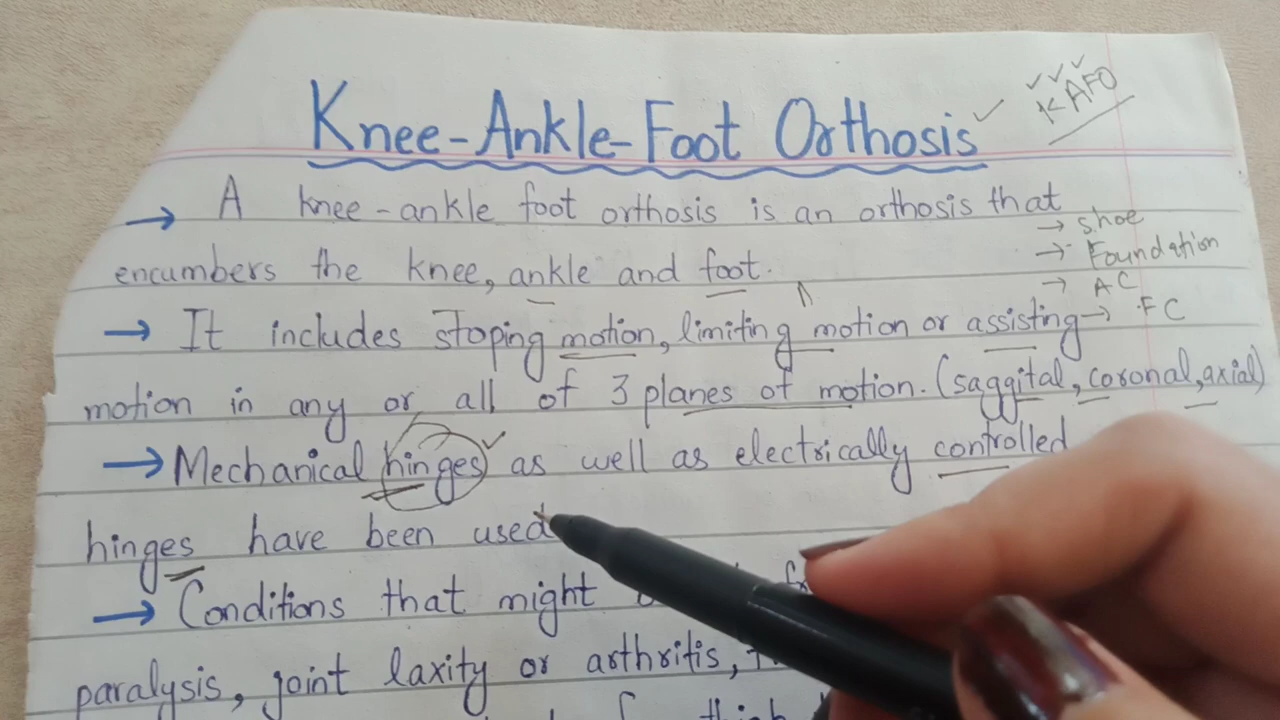 Knee-Ankle-Foot Orthosis
KAFO
→ A knee-ankle foot orthosis is an orthosis that
→ shoe
encumbers the knee, ankle and foot.
→ Foundation
→ AC
→ It includes stoping motion, limiting motion or assisting
→ FC
motion in any or all of 3 planes of motion. (saggital, coronal, axial)
→ Mechanical hinges as well as electrically controlled
hinges have been used
→ Conditions that might
paralysis, joint laxity or arthritis,